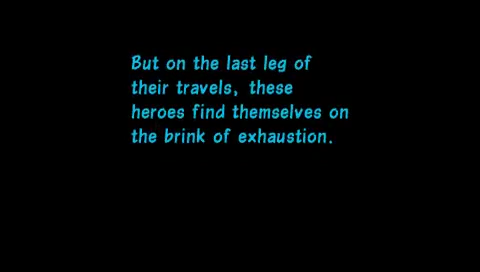 But on the last leg of
their travels, these
heroes find themselves on
the brink of exhaustion.